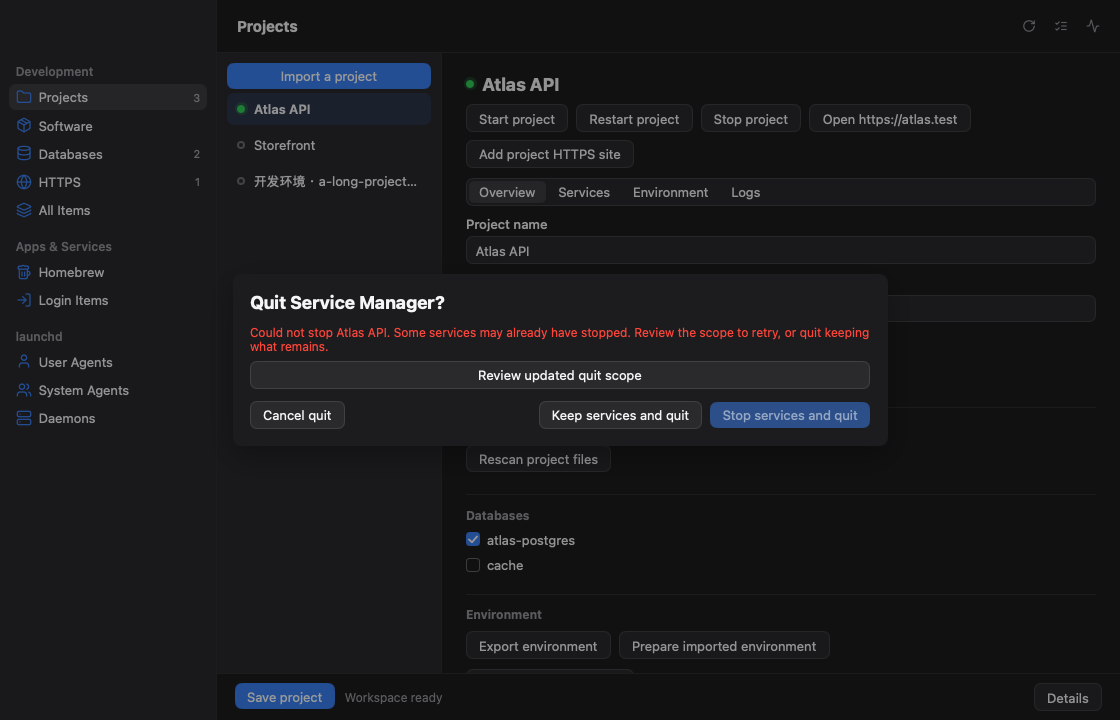 Projects
Development
Projects 3
Software
Databases 2
HTTPS 1
All Items
Apps & Services
Homebrew
Login Items
launchd
User Agents
System Agents
Daemons
Import a project
Atlas API
Storefront
开发环境 · a-long-project...
Atlas API
Start project
Restart project
Stop project
Open https://atlas.test
Add project HTTPS site
Overview
Services
Environment
Logs
Project name
Atlas API
Quit Service Manager?
Could not stop Atlas API. Some services may already have stopped. Review the scope to retry, or quit keeping
what remains.
Review updated quit scope
Cancel quit
Keep services and quit
Stop services and quit
Rescan project files
Databases
atlas-postgres
cache
Environment
Export environment
Prepare imported environment
Save project
Workspace ready
Details